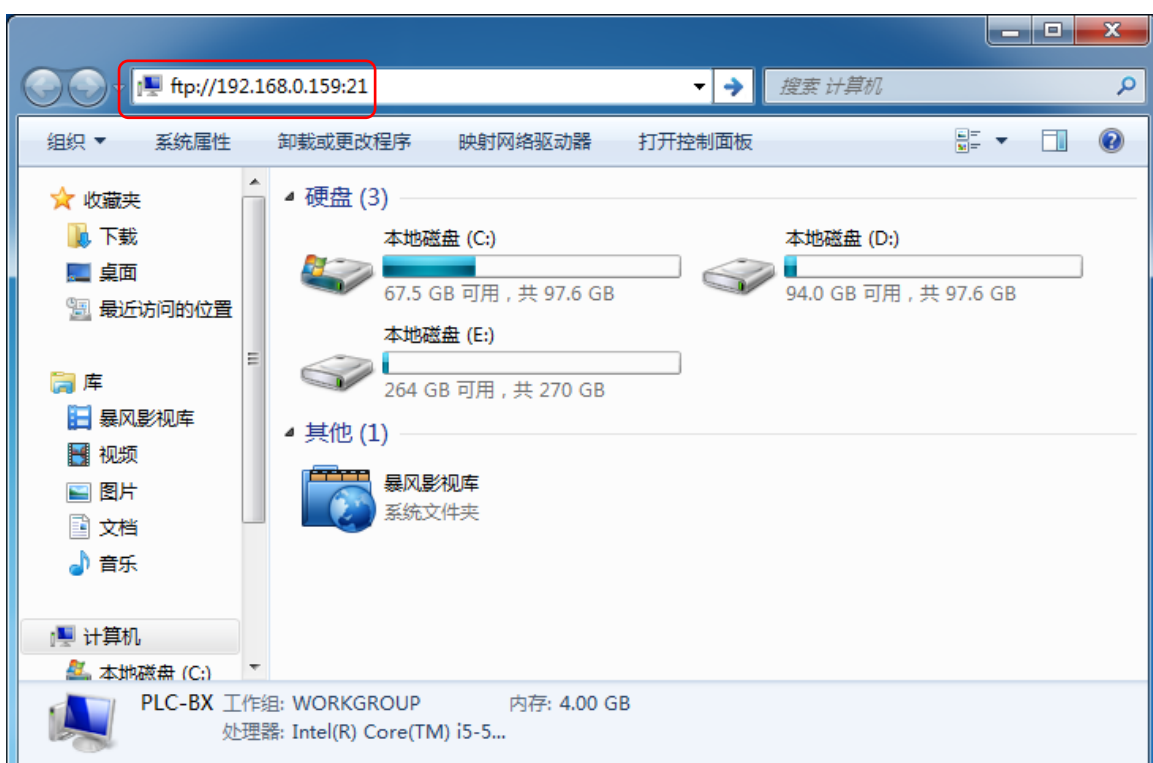 ftp://192.168.0.159:21
搜索 计算机
组织 系统属性 卸载或更改程序 映射网络驱动器 打开控制面板
收藏夹
下载
桌面
最近访问的位置
库
暴风影视库
视频
图片
文档
音乐
计算机
本地磁盘 (C:)
硬盘 (3)
本地磁盘 (C:)
67.5 GB 可用，共 97.6 GB
本地磁盘 (D:)
94.0 GB 可用，共 97.6 GB
本地磁盘 (E:)
264 GB 可用，共 270 GB
其他 (1)
暴风影视库
系统文件夹
PLC-BX 工作组: WORKGROUP 内存: 4.00 GB
处理器: Intel(R) Core(TM) i5-5...